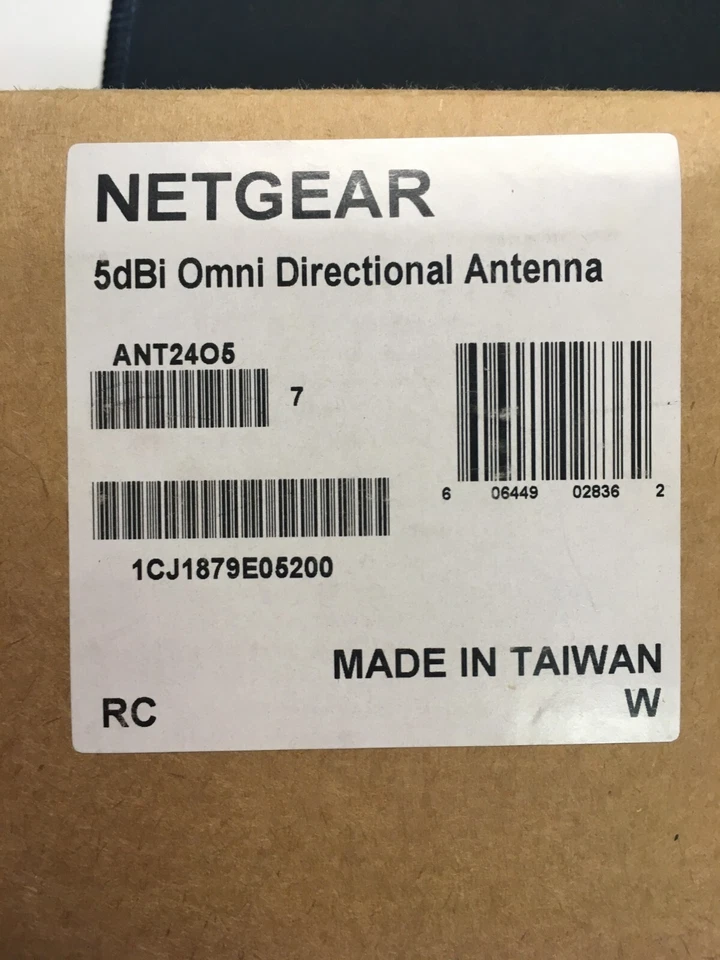 NETGEAR
5dBi Omni Directional Antenna
ANT24O5
7
6 06449 02836 2
1CJ1879E05200
MADE IN TAIWAN
RC W